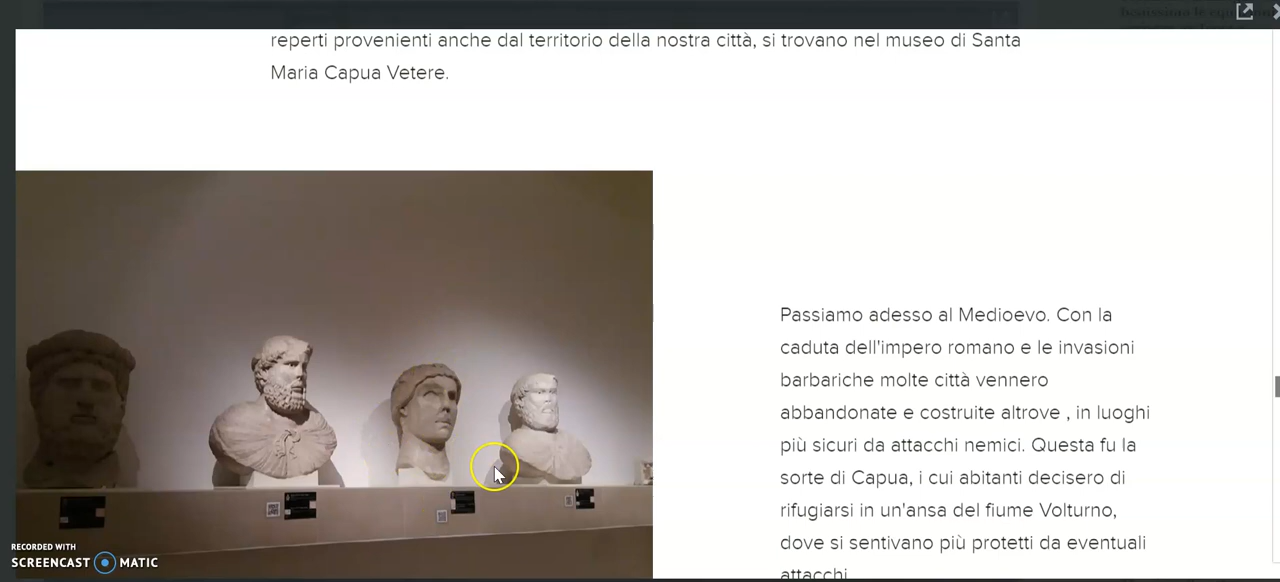 reperti provenienti anche dal territorio della nostra città, si trovano nel museo di Santa
Maria Capua Vetere.
Passiamo adesso al Medioevo. Con la
caduta dell'impero romano e le invasioni
barbariche molte città vennero
abbandonate e costruite altrove , in luoghi
più sicuri da attacchi nemici. Questa fu la
sorte di Capua, i cui abitanti decisero di
rifugiarsi in un'ansa del fiume Volturno,
dove si sentivano più protetti da eventuali
attacchi.
RECORDED WITH
SCREENCAST MATIC